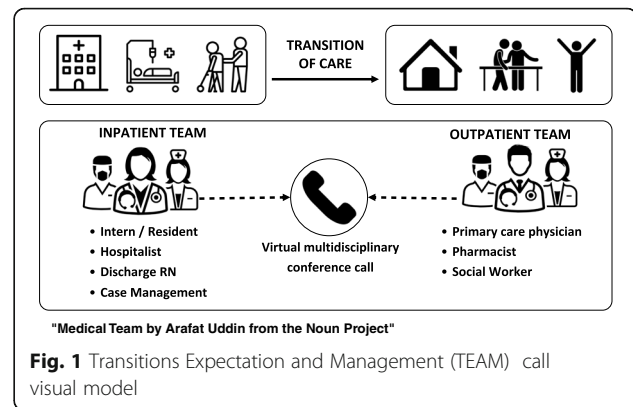 TRANSITION
OF CARE
INPATIENT TEAM
• Intern / Resident
• Hospitalist
• Discharge RN
• Case Management
Virtual multidisciplinary
conference call
OUTPATIENT TEAM
• Primary care physician
• Pharmacist
• Social Worker
"Medical Team by Arafat Uddin from the Noun Project"
Fig. 1 Transitions Expectation and Management (TEAM) call
visual model